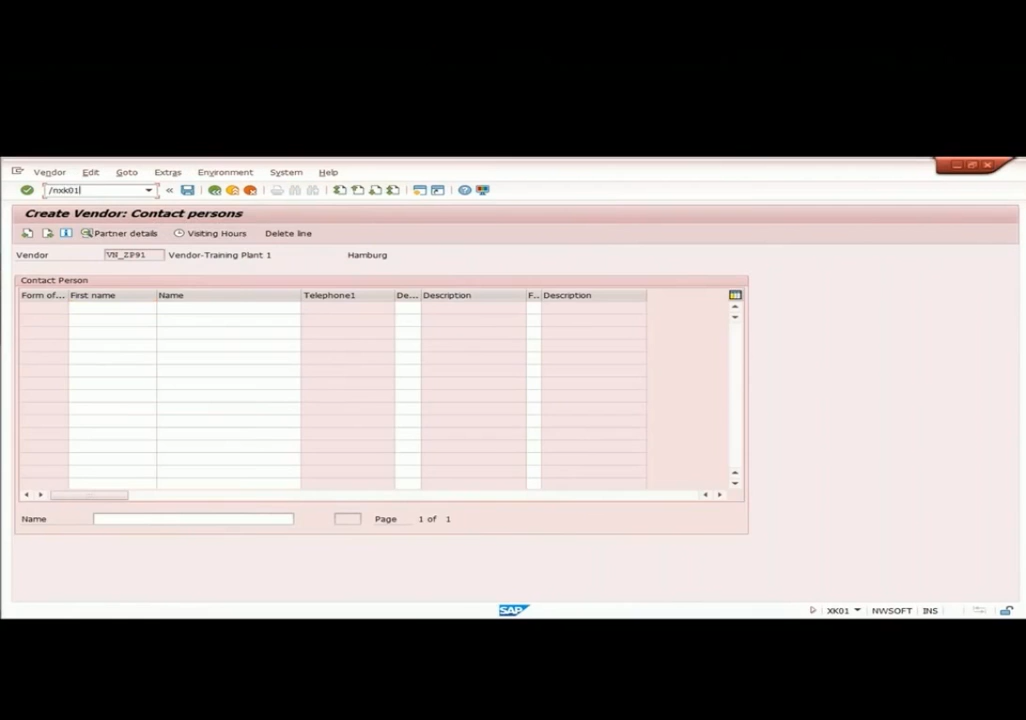 Vendor Edit Goto Extras Environment System Help
/nxk01
Create Vendor: Contact persons
Partner details Visiting Hours Delete line
Vendor VN_ZP91 Vendor-Training Plant 1 Hamburg
Contact Person
Form of... First name Name Telephone1 De... Description F.. Description
Name Page 1 of 1
SAP XK01 NWSOFT INS